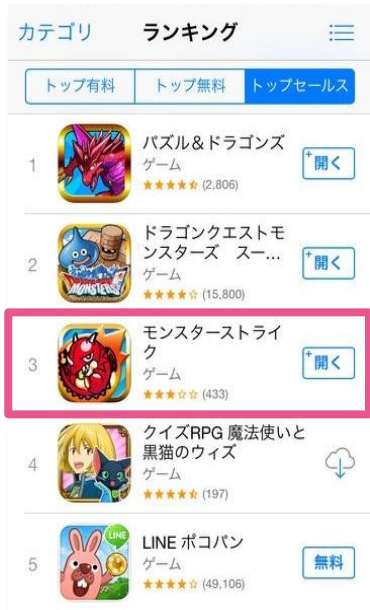 カテゴリ ランキング
トップ有料 トップ無料 トップセールス
1
パズル&ドラゴンズ
ゲーム
(2,806)
+開く
2
ドラゴンクエストモ
ンスターズ スー…
ゲーム
(15,800)
+開く
DRAGON QUEST
MONSTERS
3
モンスターストライ
ク
ゲーム
(433)
+開く
4
クイズRPG 魔法使いと
黒猫のウィズ
ゲーム
(197)
5
LINE
LINE ポコパン
ゲーム
(49,106)
無料